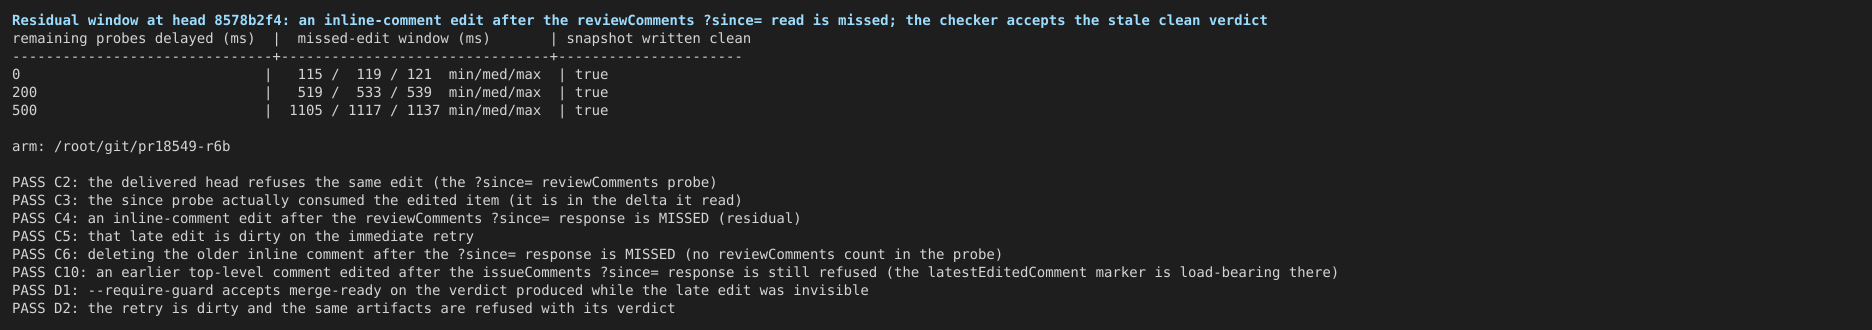 Residual window at head 8578b2f4: an inline-comment edit after the reviewComments ?since= read is missed; the checker accepts the stale clean verdict
remaining probes delayed (ms)  |  missed-edit window (ms)       | snapshot written clean
-------------------------------+--------------------------------+----------------------
0                             |   115 /  119 / 121  min/med/max  | true
200                           |   519 /  533 / 539  min/med/max  | true
500                           |  1105 / 1117 / 1137 min/med/max  | true
arm: /root/git/pr18549-r6b
PASS C2: the delivered head refuses the same edit (the ?since= reviewComments probe)
PASS C3: the since probe actually consumed the edited item (it is in the delta it read)
PASS C4: an inline-comment edit after the reviewComments ?since= response is MISSED (residual)
PASS C5: that late edit is dirty on the immediate retry
PASS C6: deleting the older inline comment after the ?since= response is MISSED (no reviewComments count in the probe)
PASS C10: an earlier top-level comment edited after the issueComments ?since= response is still refused (the latestEditedComment marker is load-bearing there)
PASS D1: --require-guard accepts merge-ready on the verdict produced while the late edit was invisible
PASS D2: the retry is dirty and the same artifacts are refused with its verdict